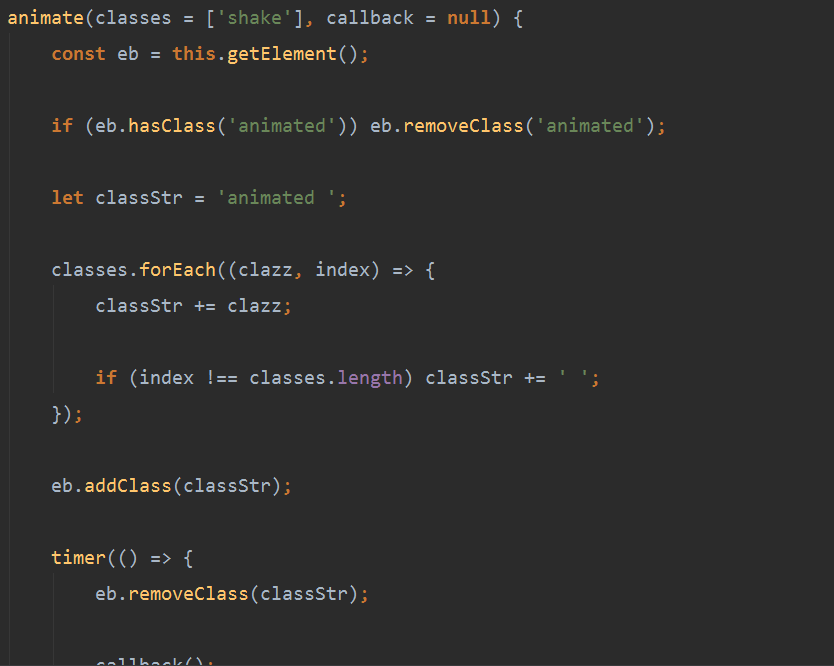 animate(classes = ['shake'], callback = null) {
const eb = this.getElement();
if (eb.hasClass('animated')) eb.removeClass('animated');
let classStr = 'animated ';
classes.forEach((clazz, index) => {
classStr += clazz;
if (index !== classes.length) classStr += ' ';
});
eb.addClass(classStr);
timer(() => {
eb.removeClass(classStr);
callback();